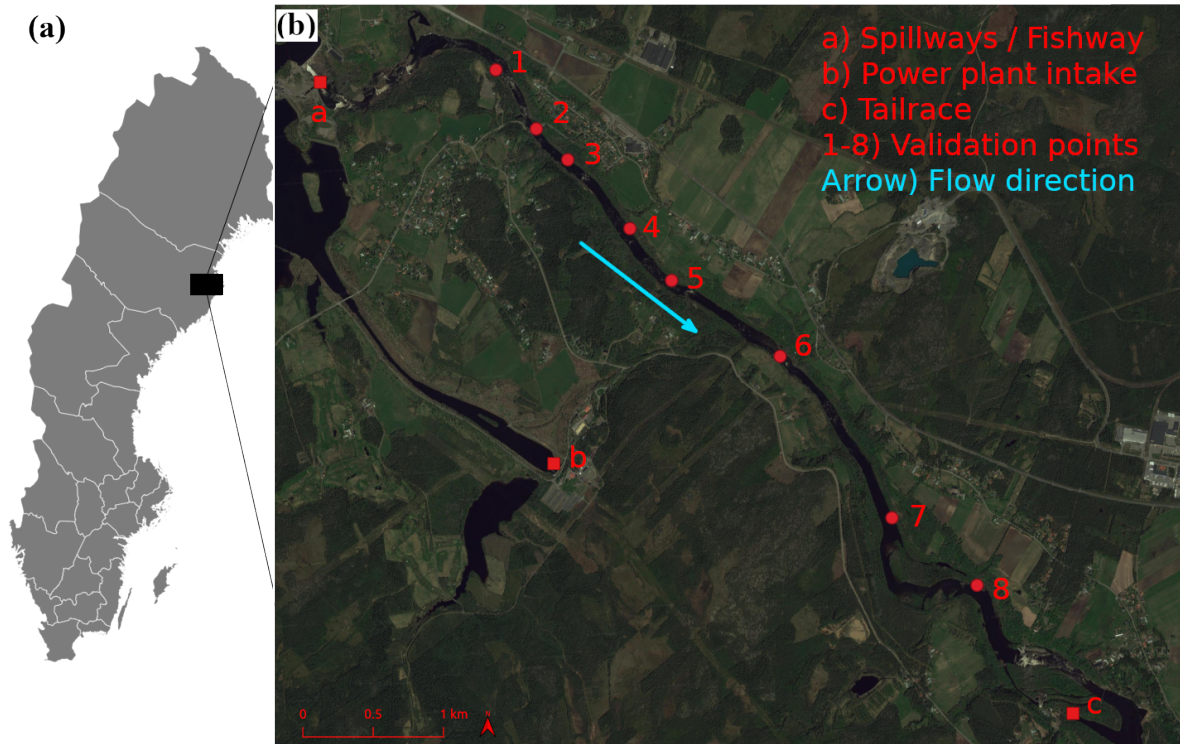 (a)
(b)
a) Spillways / Fishway
b) Power plant intake
c) Tailrace
1-8) Validation points
Arrow) Flow direction
a
1
2
3
4
5
6
b
7
8
c
0 0.5 1 km
N